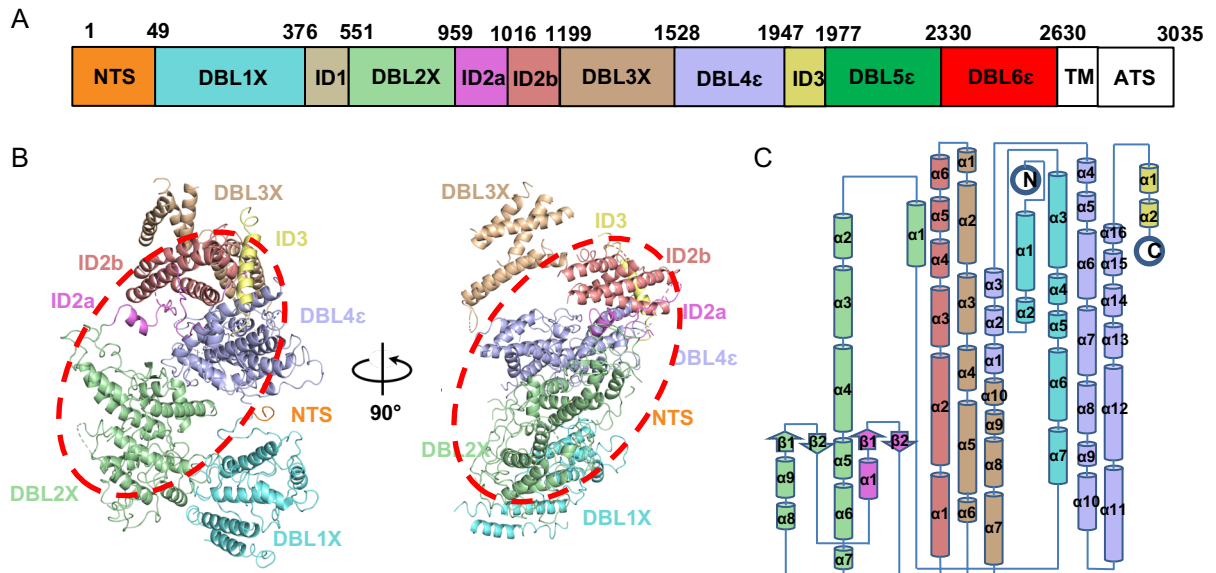 A
1 49 376 551 959 1016 1199 1528 1947 1977 2330 2630 3035
NTS DBL1X ID1 DBL2X ID2a ID2b DBL3X DBL4ε ID3 DBL5ε DBL6ε TM ATS
B
DBL3X
ID3
ID2b
ID2a
DBL4ε
NTS
DBL2X
DBL1X
90°
DBL3X
ID3
ID2b
ID2a
DBL4ε
NTS
DBL2X
DBL1X
C
β1
α9
α8
β2
α2
α3
α4
α5
α6
α7
β1
α1
β2
α1
α6
α5
α4
α3
α2
α1
α1
α2
α3
α4
α5
α6
α3
α2
α1
α10
α9
α8
α7
N
α1
α2
α3
α4
α5
α6
α7
α4
α5
α6
α7
α8
α9
α10
α16
α15
α14
α13
α12
α11
α1
α2
C